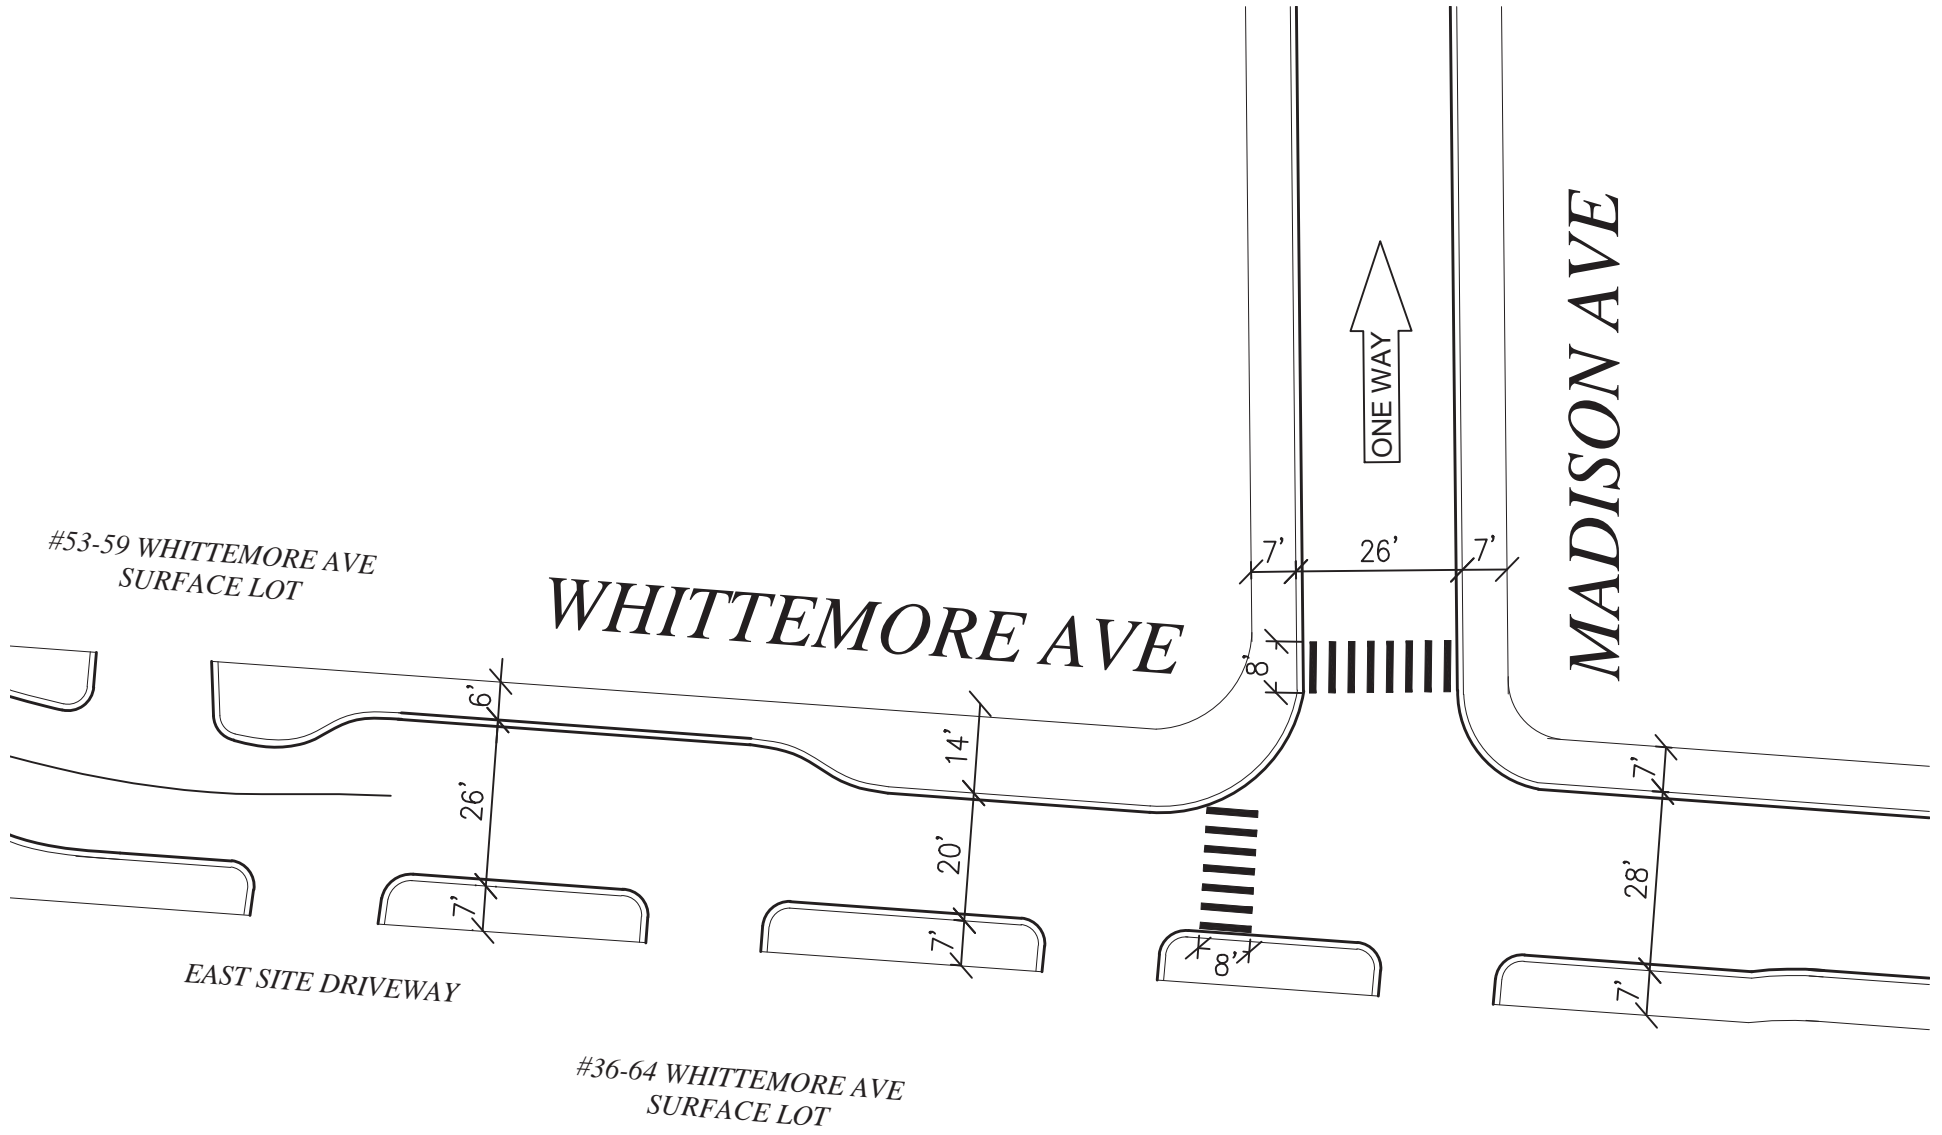 MADISON AVE
ONE WAY
7'
26'
7'
#53-59 WHITTEMORE AVE
SURFACE LOT
WHITTEMORE AVE
8'
6'
14'
7'
26'
20'
28'
7'
7'
8'
7'
EAST SITE DRIVEWAY
#36-64 WHITTEMORE AVE
SURFACE LOT